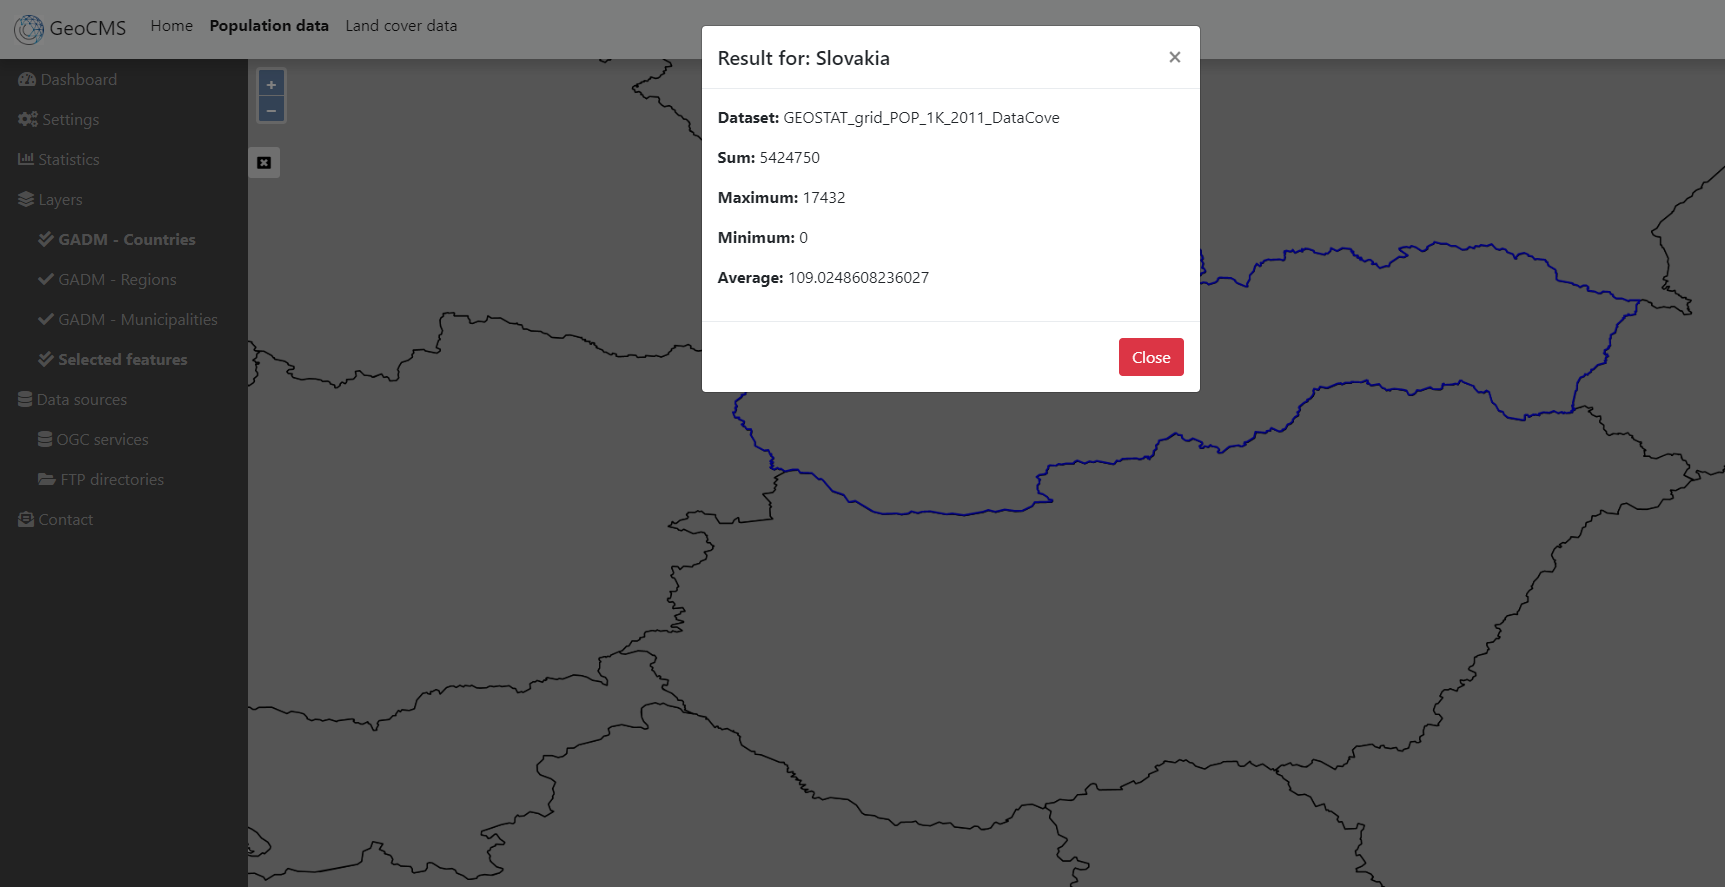 GeoCMS Home Population data Land cover data
Dashboard
Settings
Statistics
Layers
GADM - Countries
GADM - Regions
GADM - Municipalities
Selected features
Data sources
OGC services
FTP directories
Contact
+
−
Result for: Slovakia ×
Dataset: GEOSTAT_grid_POP_1K_2011_DataCove
Sum: 5424750
Maximum: 17432
Minimum: 0
Average: 109.0248608236027
Close